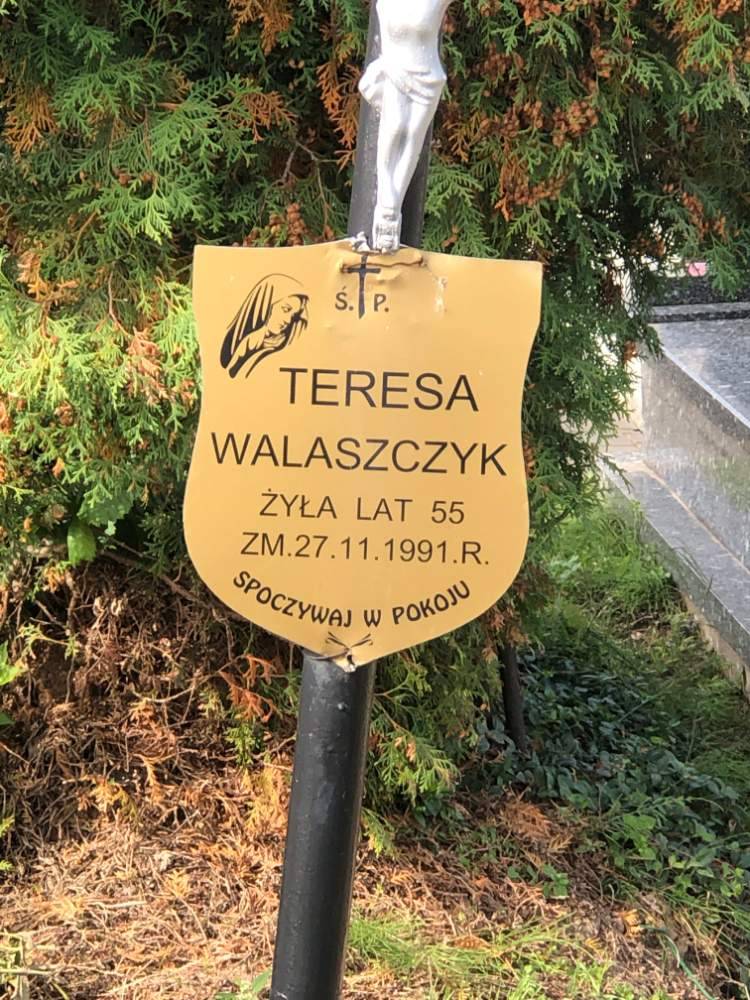 Ś. P.
TERESA
WALASZCZYK
ŻYŁA LAT 55
ZM.27.11.1991.R.
SPOCZYWAJ W POKOJU